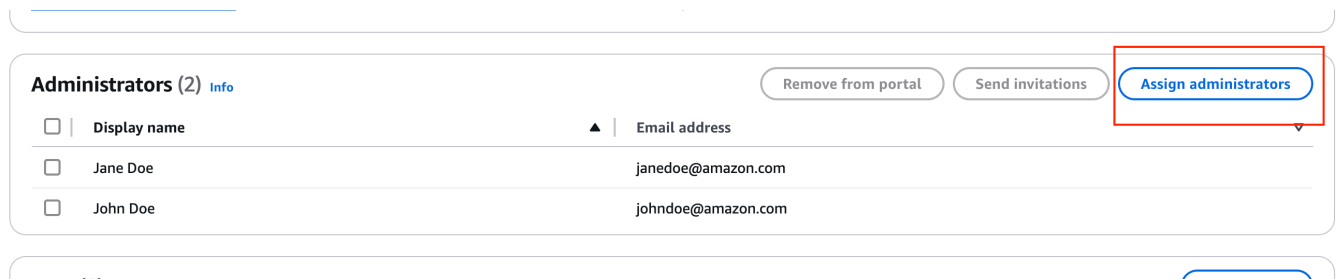 Administrators (2) Info Remove from portal Send invitations Assign administrators
Display name Email address
Jane Doe janedoe@amazon.com
John Doe johndoe@amazon.com